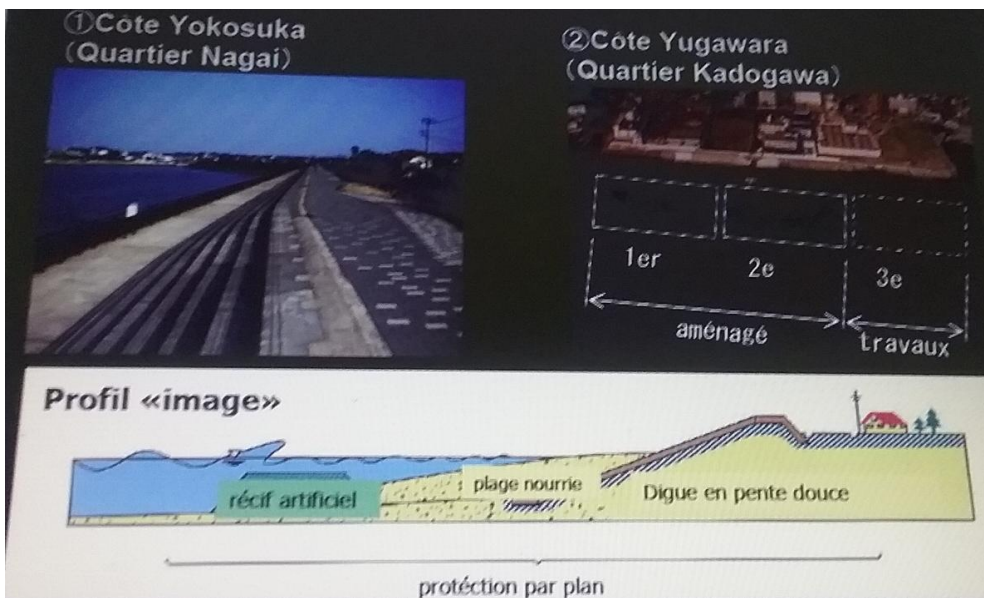 ①Côte Yokosuka
(Quartier Nagai)
②Côte Yugawara
(Quartier Kadogawa)
1er
2e
3e
aménagé
travaux
Profil «image»
récif artificiel
plage nourrie
Digue en pente douce
protéction par plan